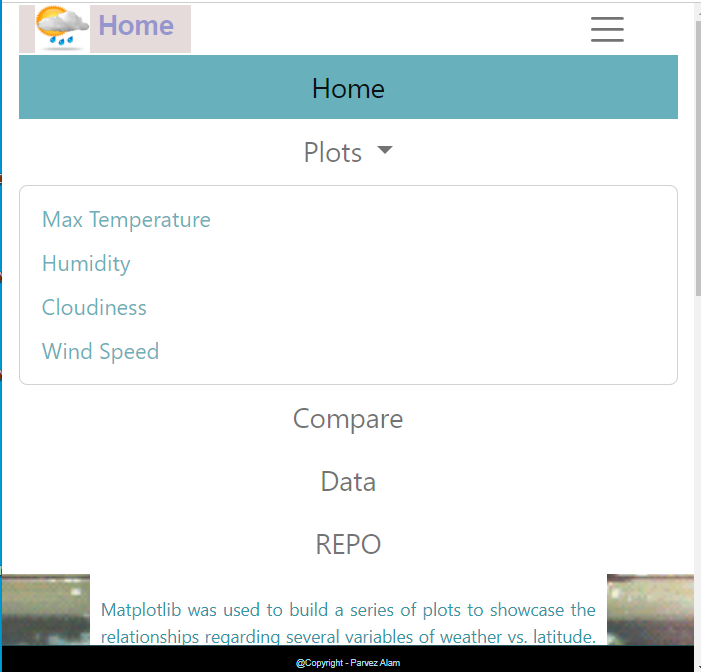 Home
Home
Plots
Max Temperature
Humidity
Cloudiness
Wind Speed
Compare
Data
REPO
Matplotlib was used to build a series of plots to showcase the
relationships regarding several variables of weather vs. latitude.
@Copyright - Parvez Alam